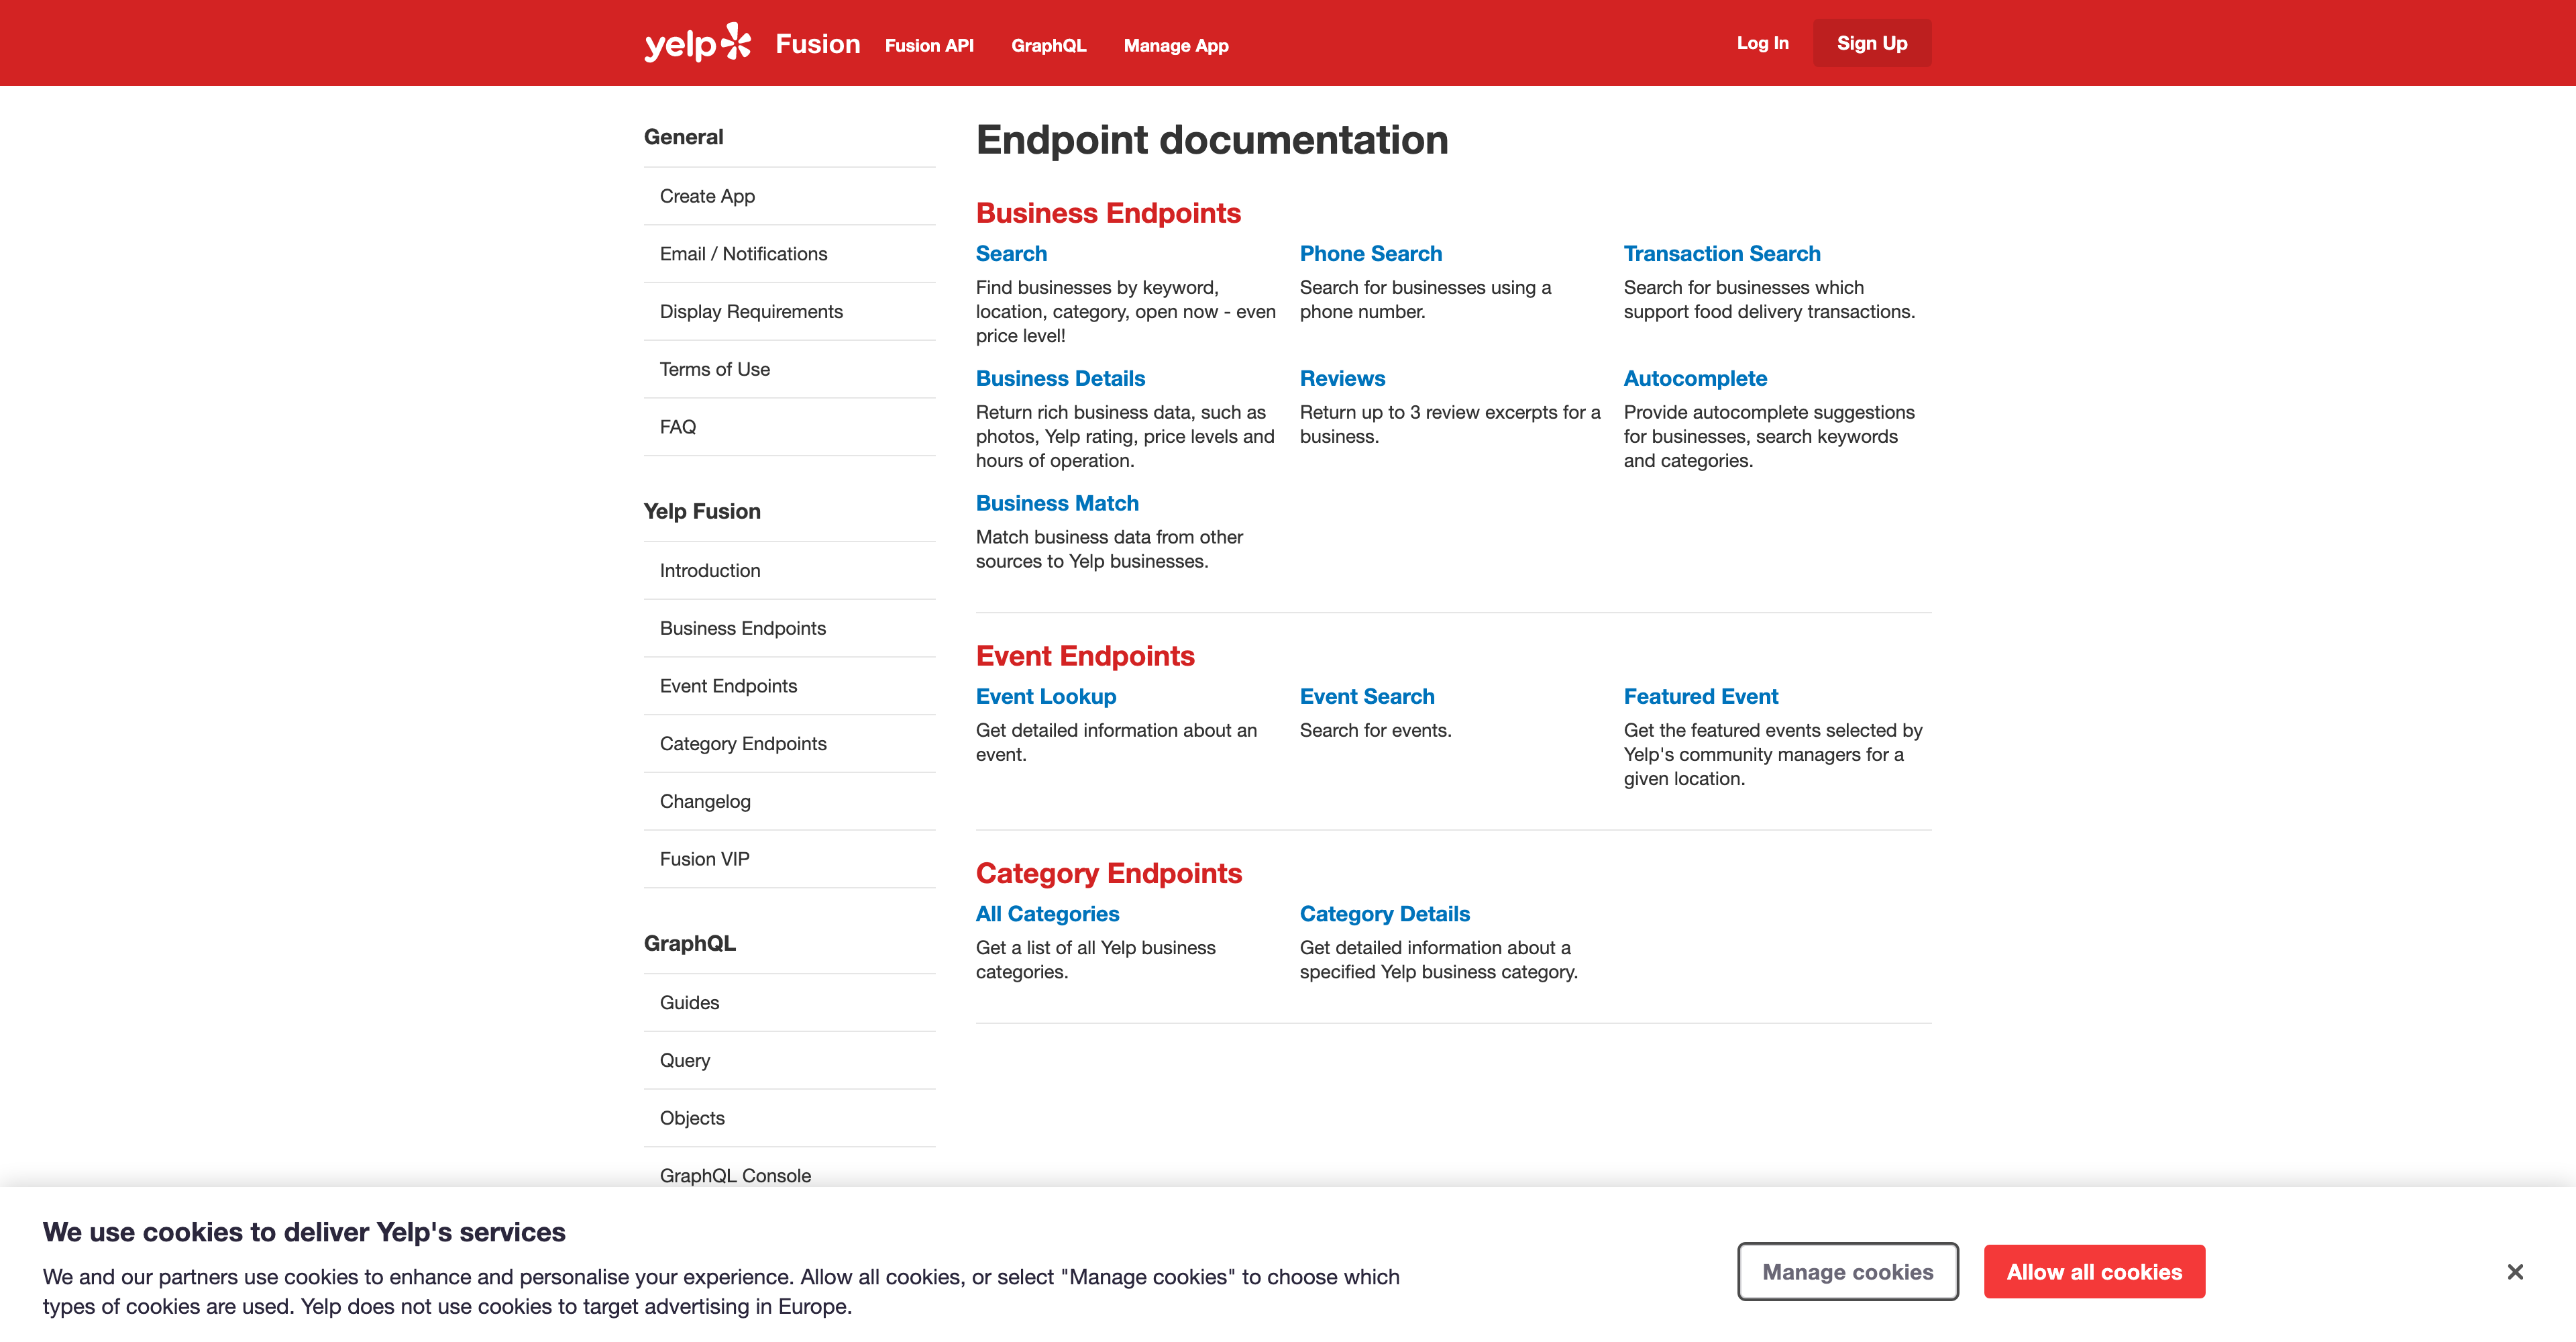 yelp Fusion Fusion API GraphQL Manage App Log In Sign Up
General
Create App
Email / Notifications
Display Requirements
Terms of Use
FAQ
Yelp Fusion
Introduction
Business Endpoints
Event Endpoints
Category Endpoints
Changelog
Fusion VIP
GraphQL
Guides
Query
Objects
GraphQL Console
Endpoint documentation
Business Endpoints
Search
Find businesses by keyword,
location, category, open now - even
price level!
Phone Search
Search for businesses using a
phone number.
Transaction Search
Search for businesses which
support food delivery transactions.
Business Details
Return rich business data, such as
photos, Yelp rating, price levels and
hours of operation.
Reviews
Return up to 3 review excerpts for a
business.
Autocomplete
Provide autocomplete suggestions
for businesses, search keywords
and categories.
Business Match
Match business data from other
sources to Yelp businesses.
Event Endpoints
Event Lookup
Get detailed information about an
event.
Event Search
Search for events.
Featured Event
Get the featured events selected by
Yelp's community managers for a
given location.
Category Endpoints
All Categories
Get a list of all Yelp business
categories.
Category Details
Get detailed information about a
specified Yelp business category.
We use cookies to deliver Yelp's services
We and our partners use cookies to enhance and personalise your experience. Allow all cookies, or select "Manage cookies" to choose which
types of cookies are used. Yelp does not use cookies to target advertising in Europe.
Manage cookies
Allow all cookies